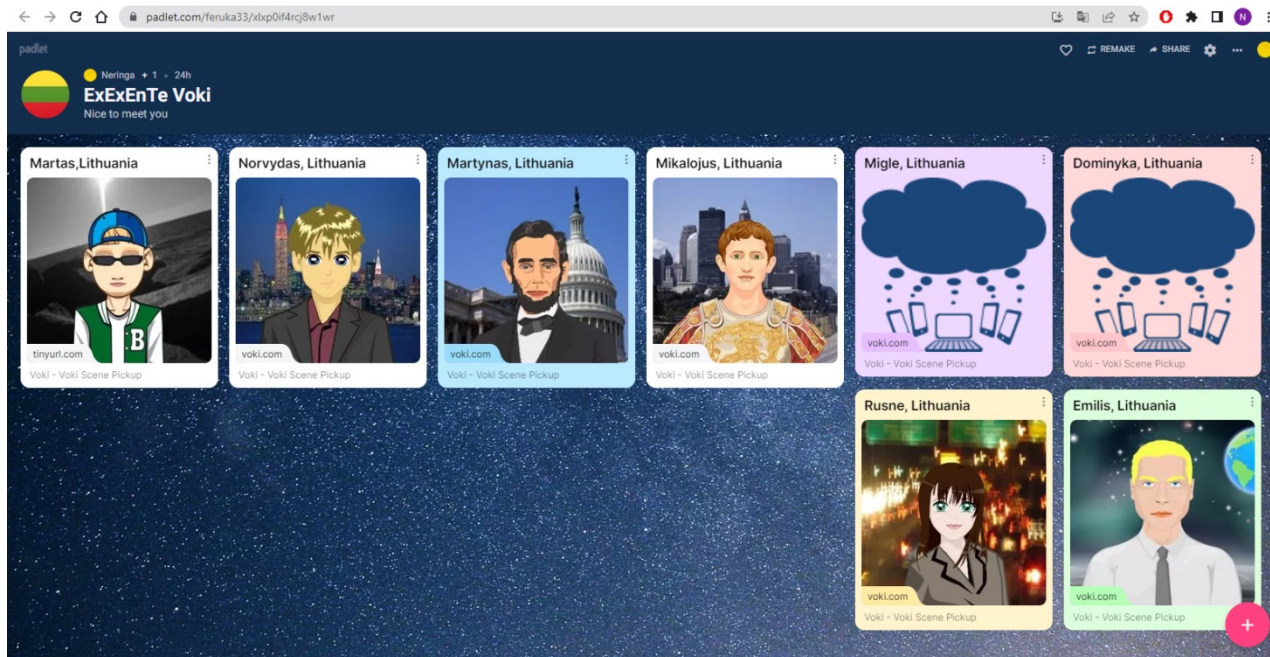 padlet.com/feruka33/xlxp0if4rcj8w1wr
N
padlet
REMAKE
SHARE
Neringa + 1 • 24h
ExExEnTe Voki
Nice to meet you
Martas,Lithuania
tinyurl.com
Voki - Voki Scene Pickup
Norvydas, Lithuania
voki.com
Voki - Voki Scene Pickup
Martynas, Lithuania
voki.com
Voki - Voki Scene Pickup
Mikalojus, Lithuania
voki.com
Voki - Voki Scene Pickup
Migle, Lithuania
voki.com
Voki - Voki Scene Pickup
Dominyka, Lithuania
voki.com
Voki - Voki Scene Pickup
Rusne, Lithuania
voki.com
Voki - Voki Scene Pickup
Emilis, Lithuania
voki.com
Voki - Voki Scene Pickup
B